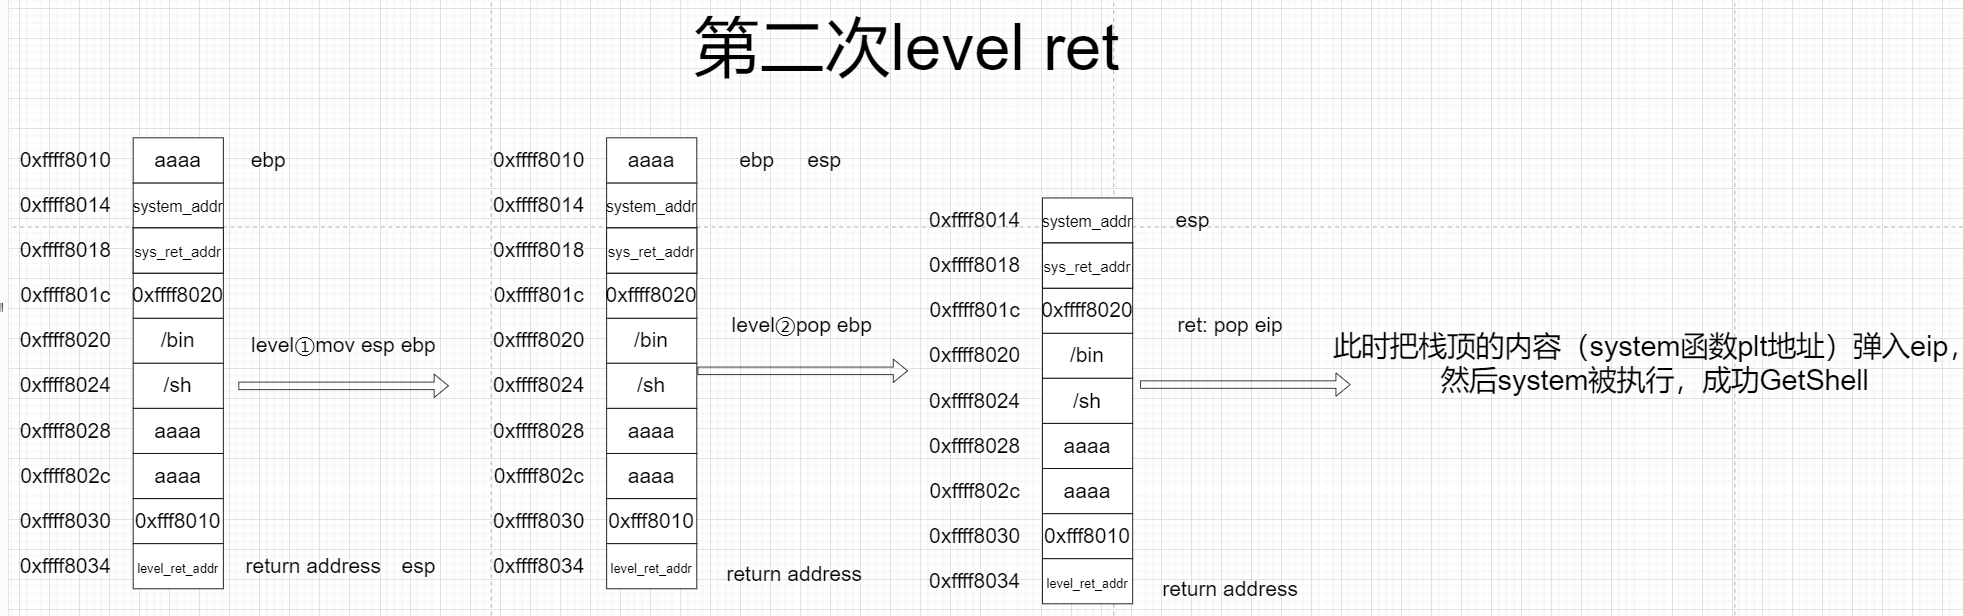 第二次level ret
0xffff8010 aaaa ebp
0xffff8014 system_addr
0xffff8018 sys_ret_addr
0xffff801c 0xffff8020
0xffff8020 /bin
0xffff8024 /sh
0xffff8028 aaaa
0xffff802c aaaa
0xffff8030 0xfff8010
0xffff8034 level_ret_addr return address esp
level①mov esp ebp
0xffff8010 aaaa ebp esp
0xffff8014 system_addr
0xffff8018 sys_ret_addr
0xffff801c 0xffff8020
0xffff8020 /bin
0xffff8024 /sh
0xffff8028 aaaa
0xffff802c aaaa
0xffff8030 0xfff8010
0xffff8034 level_ret_addr return address
level②pop ebp
0xffff8014 system_addr esp
0xffff8018 sys_ret_addr
0xffff801c 0xffff8020
0xffff8020 /bin
0xffff8024 /sh
0xffff8028 aaaa
0xffff802c aaaa
0xffff8030 0xfff8010
0xffff8034 level_ret_addr return address
ret: pop eip
此时把栈顶的内容（system函数plt地址）弹入eip，
然后system被执行，成功GetShell